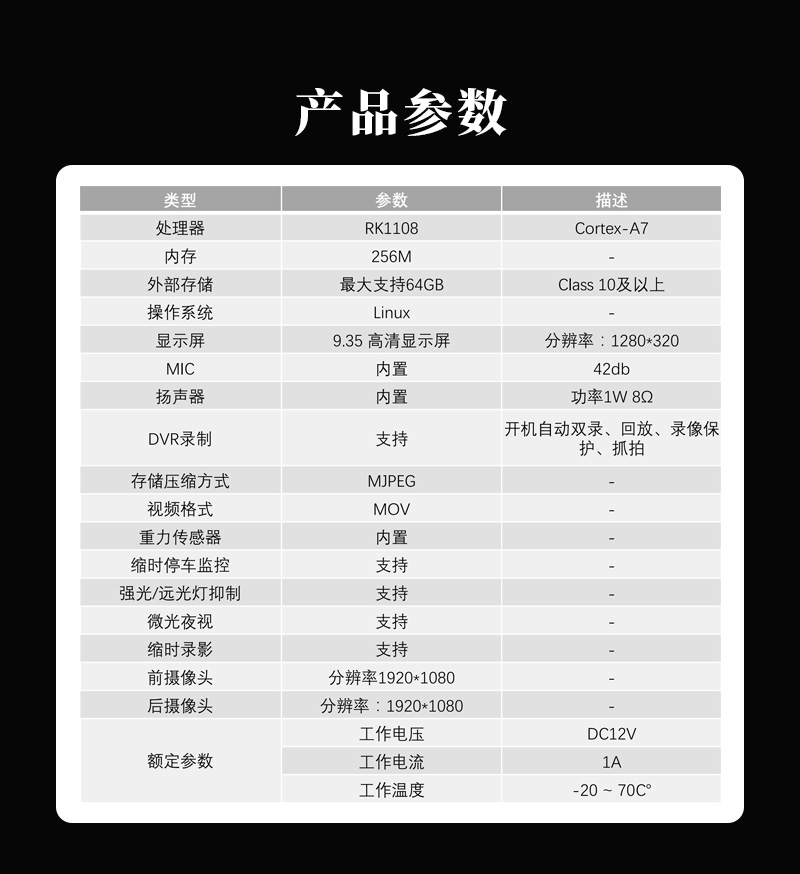 产品参数
类型 参数 描述
处理器 RK1108 Cortex-A7
内存 256M -
外部存储 最大支持64GB Class 10及以上
操作系统 Linux -
显示屏 9.35 高清显示屏 分辨率：1280*320
MIC 内置 42db
扬声器 内置 功率1W 8Ω
DVR录制 支持 开机自动双录、回放、录像保
护、抓拍
存储压缩方式 MJPEG -
视频格式 MOV -
重力传感器 内置 -
缩时停车监控 支持 -
强光/远光灯抑制 支持 -
微光夜视 支持 -
缩时录影 支持 -
前摄像头 分辨率1920*1080 -
后摄像头 分辨率：1920*1080 -
额定参数 工作电压 DC12V
工作电流 1A
工作温度 -20 ~ 70C°